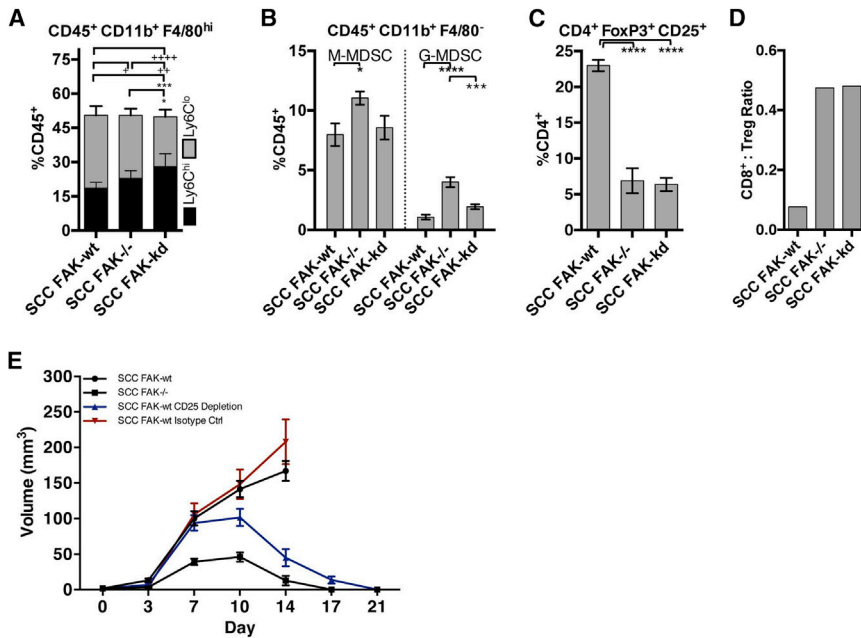 A
CD45+ CD11b+ F4/80hi
%CD45+
75
60
45
30
15
0
++++
+
++
***
*
SCC FAK-wt
SCC FAK-/-
SCC FAK-kd
Ly6Clo
Ly6Chi
B
CD45+ CD11b+ F4/80-
M-MDSC
G-MDSC
%CD45+
15
10
5
0
*
****
***
SCC FAK-wt
SCC FAK-/-
SCC FAK-kd
SCC FAK-wt
SCC FAK-/-
SCC FAK-kd
C
CD4+ FoxP3+ CD25+
%CD4+
25
20
15
10
5
0
****
****
SCC FAK-wt
SCC FAK-/-
SCC FAK-kd
D
CD8+ : Treg Ratio
0.6
0.4
0.2
0.0
SCC FAK-wt
SCC FAK-/-
SCC FAK-kd
E
SCC FAK-wt
SCC FAK-/-
SCC FAK-wt CD25 Depletion
SCC FAK-wt Isotype Ctrl
Volume (mm3)
300
250
200
150
100
50
0
0 3 7 10 14 17 21
Day